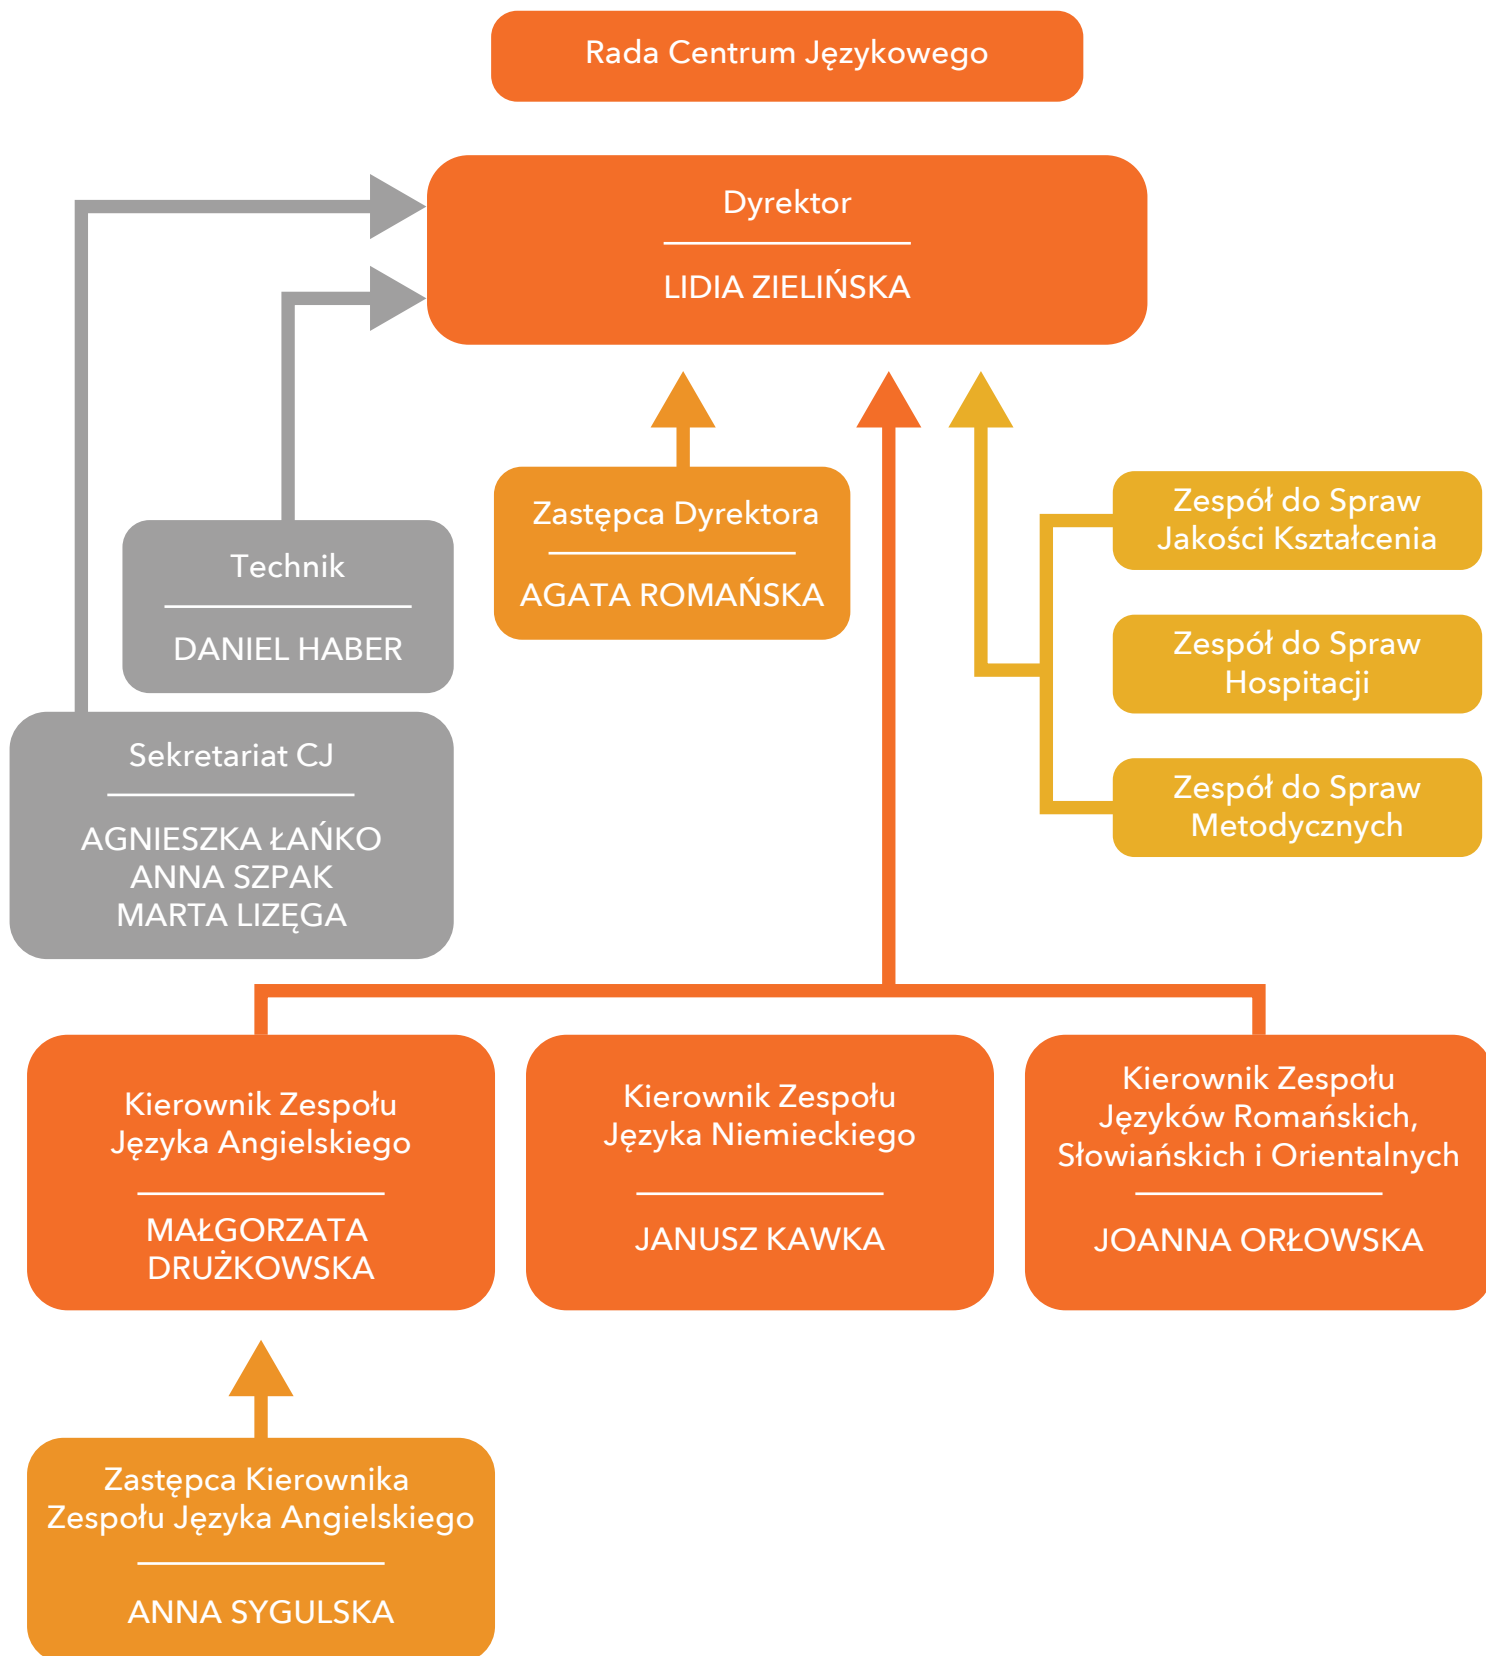 Rada Centrum Językowego
Dyrektor
LIDIA ZIELIŃSKA
Zastępca Dyrektora
AGATA ROMAŃSKA
Technik
DANIEL HABER
Sekretariat CJ
AGNIESZKA ŁAŃKO
ANNA SZPAK
MARTA LIZĘGA
Zespół do Spraw
Jakości Kształcenia
Zespół do Spraw
Hospitacji
Zespół do Spraw
Metodycznych
Kierownik Zespołu
Języka Angielskiego
MAŁGORZATA
DRUŻKOWSKA
Kierownik Zespołu
Języka Niemieckiego
JANUSZ KAWKA
Kierownik Zespołu
Języków Romańskich,
Słowiańskich i Orientalnych
JOANNA ORŁOWSKA
Zastępca Kierownika
Zespołu Języka Angielskiego
ANNA SYGULSKA